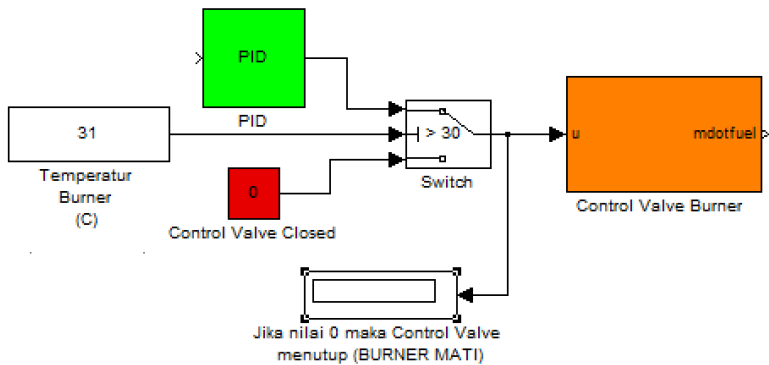 PID
PID
31
Temperatur
Burner
(C)
> 30
Switch
0
Control Valve Closed
u
mdotfuel
Control Valve Burner
Jika nilai 0 maka Control Valve
menutup (BURNER MATI)